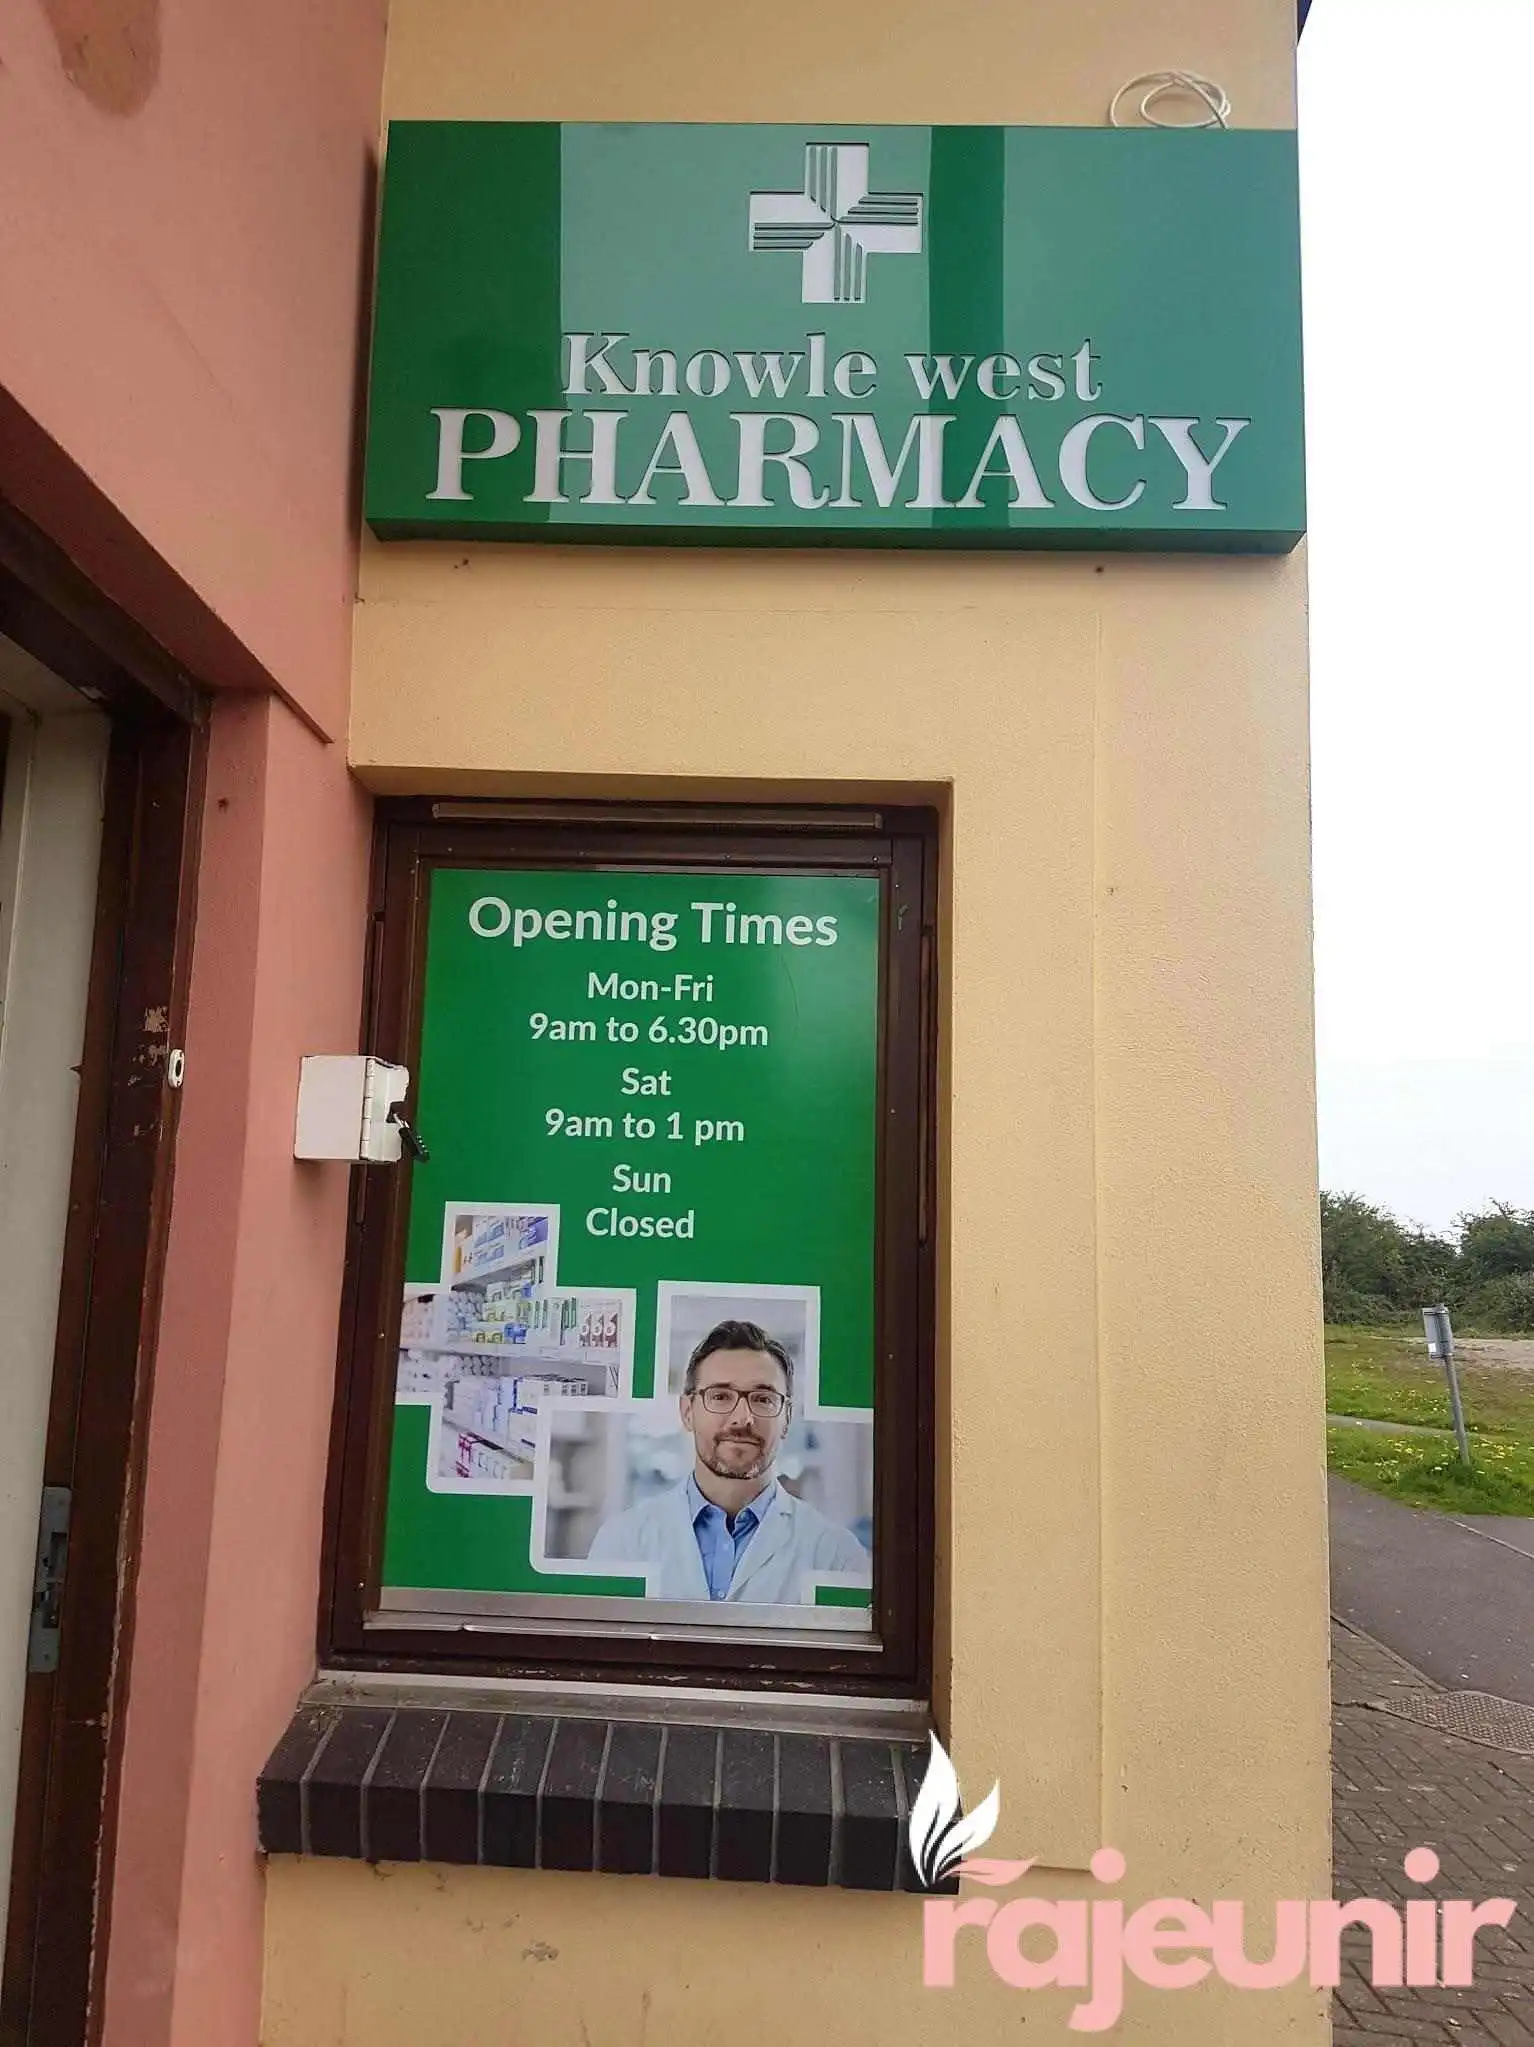 Knowle west
PHARMACY
Opening Times
Mon-Fri
9am to 6.30pm
Sat
9am to 1 pm
Sun
Closed
rajeunir